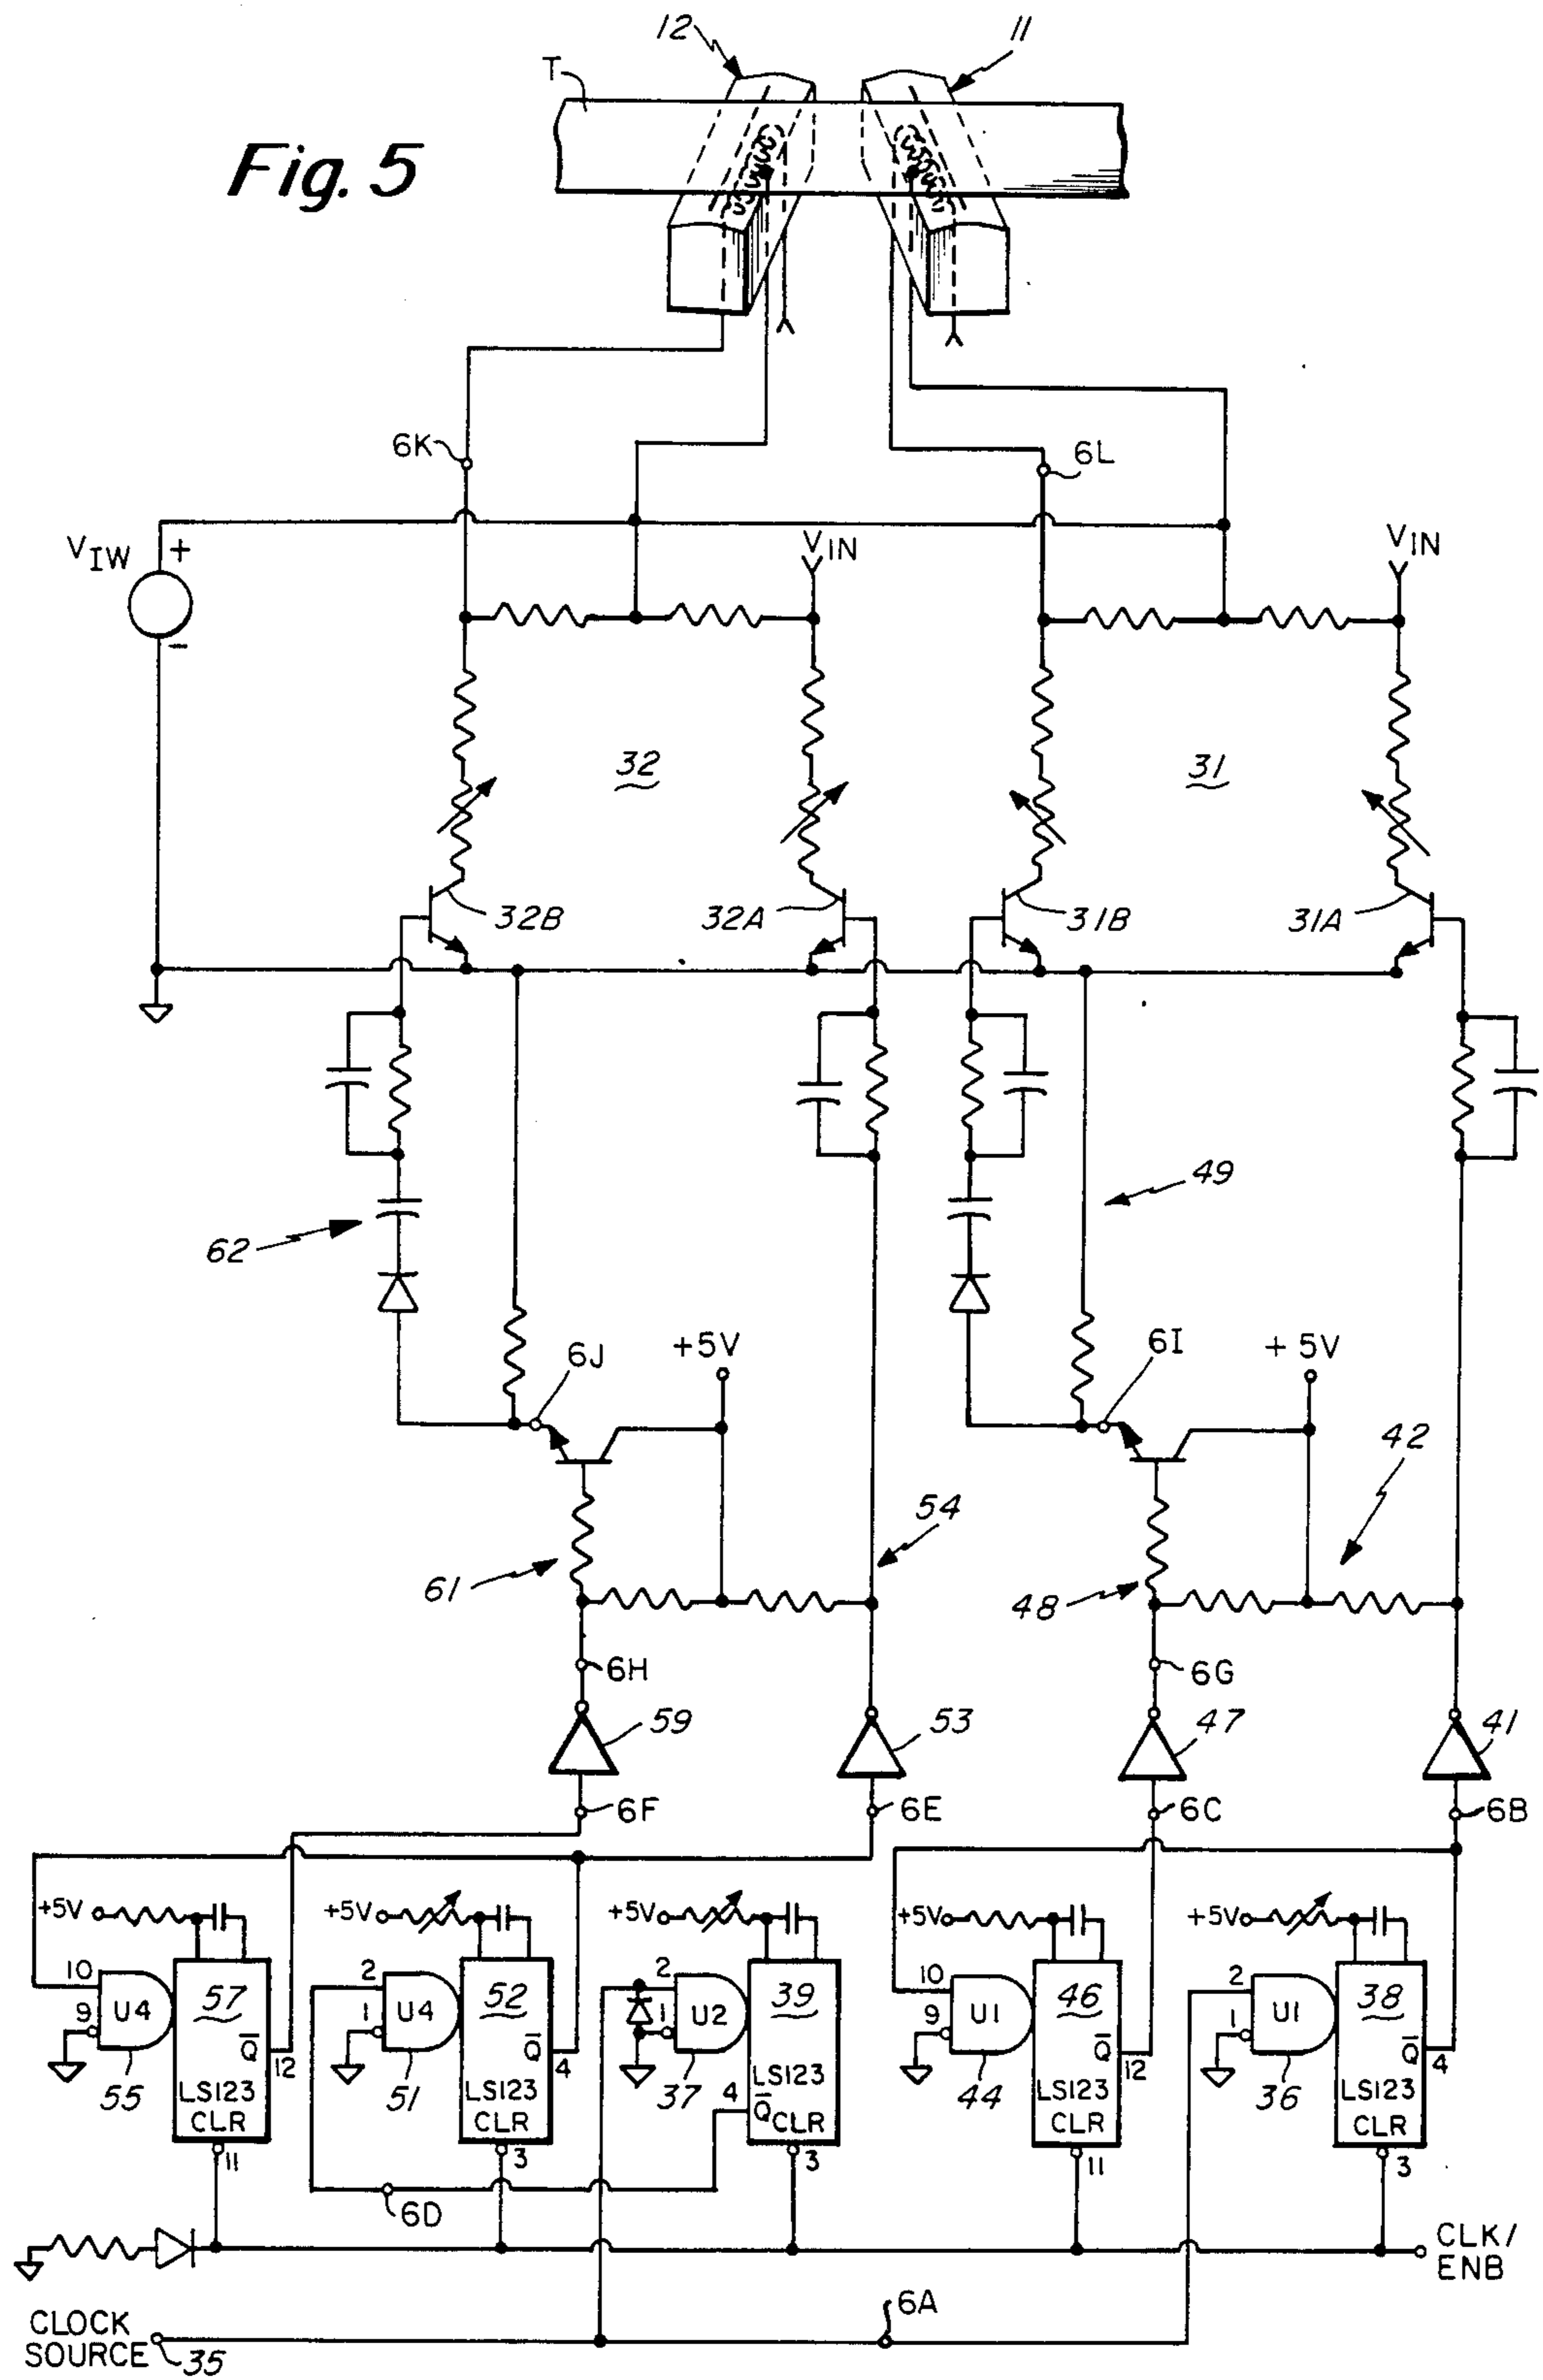 12
11
T
Fig. 5
6K
6L
VIW
+
-
VIN
VIN
32
31
32B
32A
31B
31A
62
49
6J
+5V
6I
+5V
42
54
61
48
6H
6G
59
53
47
41
6F
6E
6C
6B
+5V
+5V
+5V
+5V
+5V
10
9
U4
57
Q̅
12
LS123
CLR
11
55
2
1
U4
52
Q̅
4
LS123
CLR
3
51
2
1
U2
39
LS123
4
Q̅
CLR
3
37
10
9
U1
46
Q̅
12
LS123
CLR
11
44
2
1
U1
38
Q̅
4
LS123
CLR
3
36
6D
CLK/
ENB
6A
CLOCK
SOURCE
35